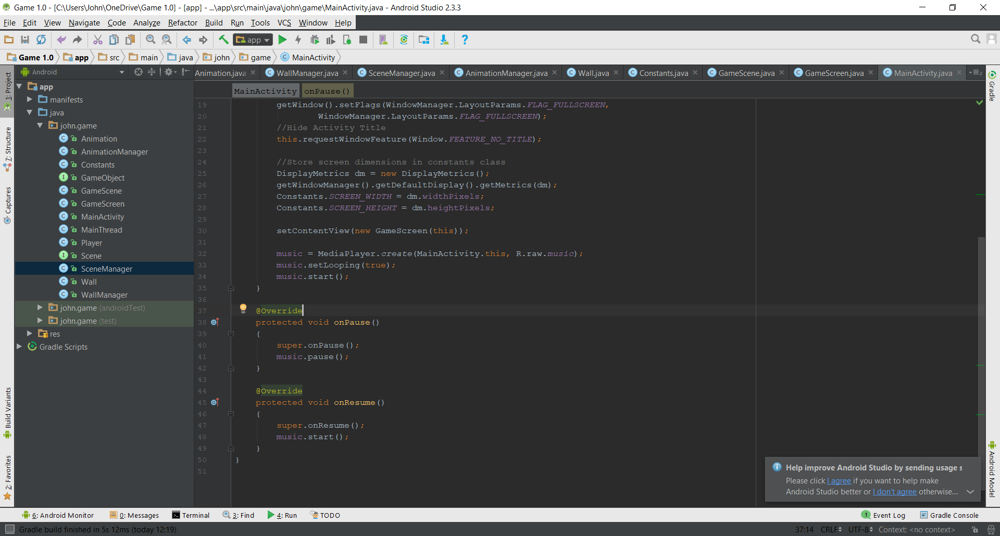 Game 1.0 - [C:\Users\John\OneDrive\Game 1.0] - [app] - ...\app\src\main\java\john\game\MainActivity.java - Android Studio 2.3.3
File Edit View Navigate Code Analyze Refactor Build Run Tools VCS Window Help
app
Game 1.0 app src main java john game MainActivity
Android
Animation.java WallManager.java SceneManager.java AnimationManager.java Wall.java Constants.java GameScene.java GameScreen.java MainActivity.java
MainActivity onPause()
1: Project
7: Structure
Captures
Build Variants
2: Favorites
app
manifests
java
john.game
Animation
AnimationManager
Constants
GameObject
GameScene
GameScreen
MainActivity
MainThread
Player
Scene
SceneManager
Wall
WallManager
john.game (androidTest)
john.game (test)
res
Gradle Scripts
19 getWindow().setFlags(WindowManager.LayoutParams.FLAG_FULLSCREEN,
20 WindowManager.LayoutParams.FLAG_FULLSCREEN);
21 //Hide Activity Title
22 this.requestWindowFeature(Window.FEATURE_NO_TITLE);
23
24 //Store screen dimensions in constants class
25 DisplayMetrics dm = new DisplayMetrics();
26 getWindowManager().getDefaultDisplay().getMetrics(dm);
27 Constants.SCREEN_WIDTH = dm.widthPixels;
28 Constants.SCREEN_HEIGHT = dm.heightPixels;
29
30 setContentView(new GameScreen(this));
31
32 music = MediaPlayer.create(MainActivity.this, R.raw.music);
33 music.setLooping(true);
34 music.start();
35 }
36
37 @Override
38 protected void onPause()
39 {
40 super.onPause();
41 music.pause();
42 }
43
44 @Override
45 protected void onResume()
46 {
47 super.onResume();
48 music.start();
49 }
50 }
51
Gradle
Android Model
Help improve Android Studio by sending usage s
Please click I agree if you want to help make
Android Studio better or I don't agree otherwise....
6: Android Monitor 0: Messages Terminal 3: Find 4: Run TODO 1 Event Log Gradle Console
Gradle build finished in 5s 12ms (today 12:19) 37:14 CRLF UTF-8 Context: <no context>